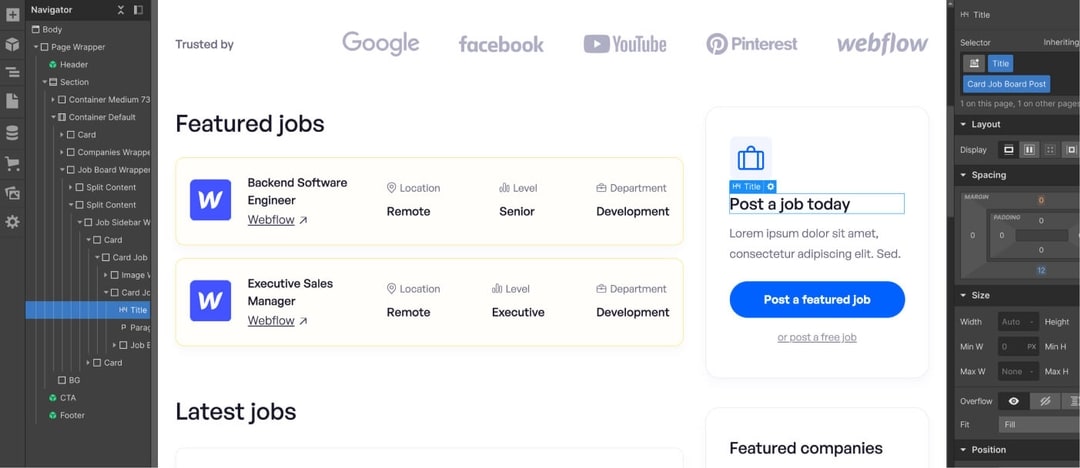 Navigator
Body
Page Wrapper
Header
Section
Container Medium 73
Container Default
Card
Companies Wrappe
Job Board Wrapper
Split Content
Split Content
Job Sidebar W
Card
Card Job
Image W
Card Jo
H4 Title
P Parag
Job B
Card
BG
CTA
Footer
Trusted by
Google
facebook
YouTube
Pinterest
webflow
Featured jobs
Backend Software
Engineer
Webflow ↗
Location
Remote
Level
Senior
Department
Development
Executive Sales
Manager
Webflow ↗
Location
Remote
Level
Executive
Department
Development
Latest jobs
H4 Title
Post a job today
Lorem ipsum dolor sit amet,
consectetur adipiscing elit. Sed.
Post a featured job
or post a free job
Featured companies
H4 Title
Selector Inheriting
Title
Card Job Board Post
1 on this page, 1 on other pages
Layout
Display
Spacing
MARGIN
0
PADDING
0
0 0 0
0
12
Size
Width Auto - Height
Min W 0 PX Min H
Max W None - Max H
Overflow
Fit Fill
Position